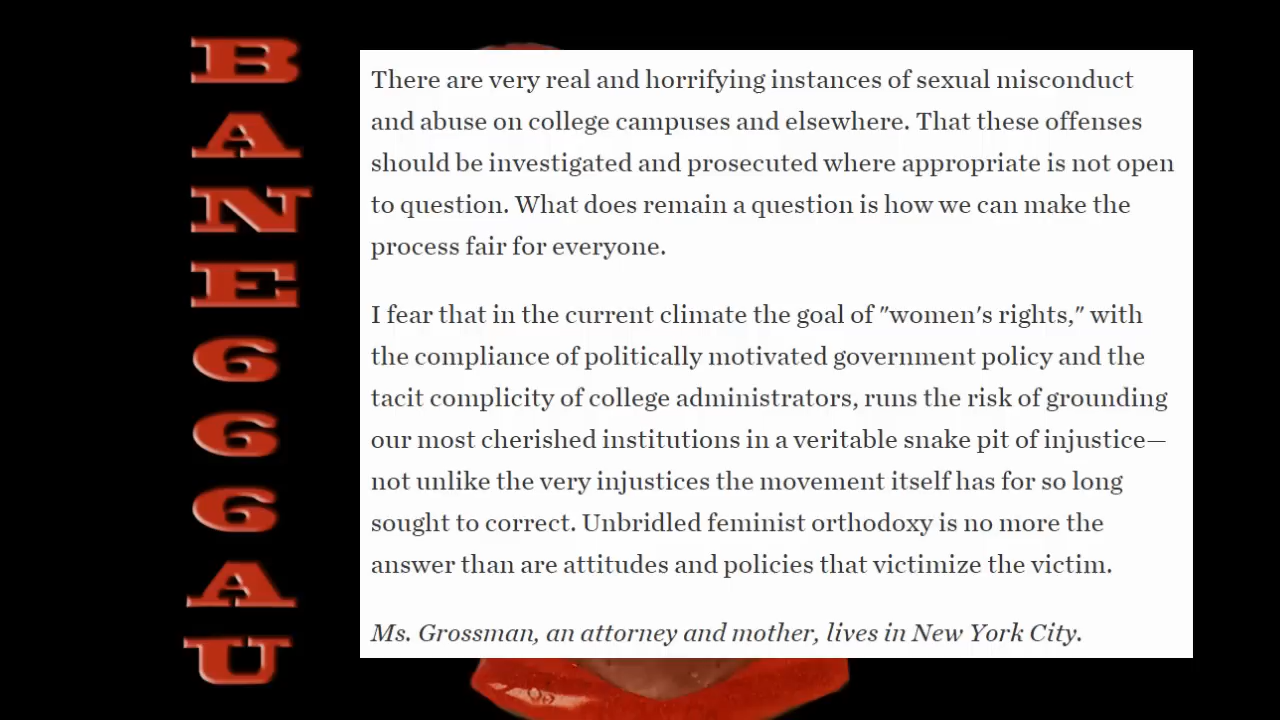 BANE666AU
There are very real and horrifying instances of sexual misconduct
and abuse on college campuses and elsewhere. That these offenses
should be investigated and prosecuted where appropriate is not open
to question. What does remain a question is how we can make the
process fair for everyone.
I fear that in the current climate the goal of "women's rights," with
the compliance of politically motivated government policy and the
tacit complicity of college administrators, runs the risk of grounding
our most cherished institutions in a veritable snake pit of injustice—
not unlike the very injustices the movement itself has for so long
sought to correct. Unbridled feminist orthodoxy is no more the
answer than are attitudes and policies that victimize the victim.
Ms. Grossman, an attorney and mother, lives in New York City.